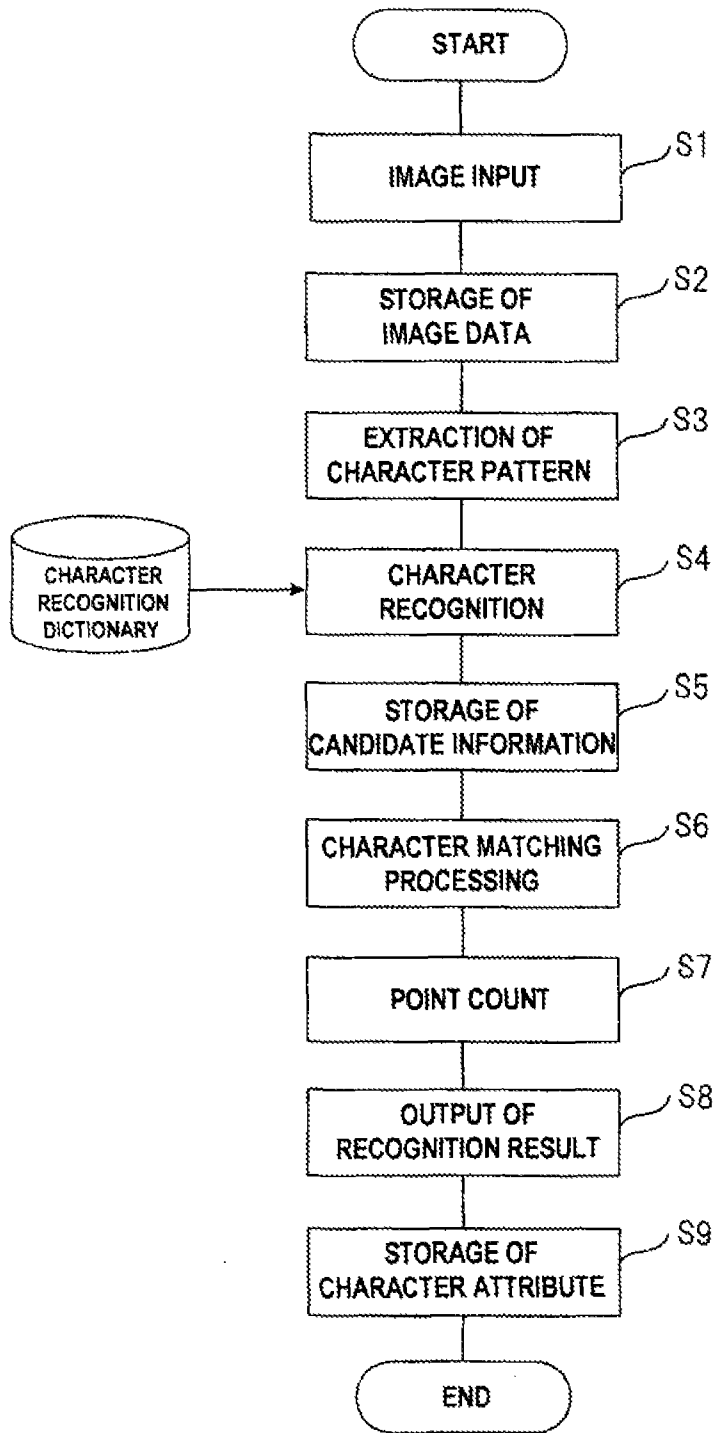 START
IMAGE INPUT
S1
STORAGE OF
IMAGE DATA
S2
EXTRACTION OF
CHARACTER PATTERN
S3
CHARACTER
RECOGNITION
DICTIONARY
CHARACTER
RECOGNITION
S4
STORAGE OF
CANDIDATE INFORMATION
S5
CHARACTER MATCHING
PROCESSING
S6
POINT COUNT
S7
OUTPUT OF
RECOGNITION RESULT
S8
STORAGE OF
CHARACTER ATTRIBUTE
S9
END